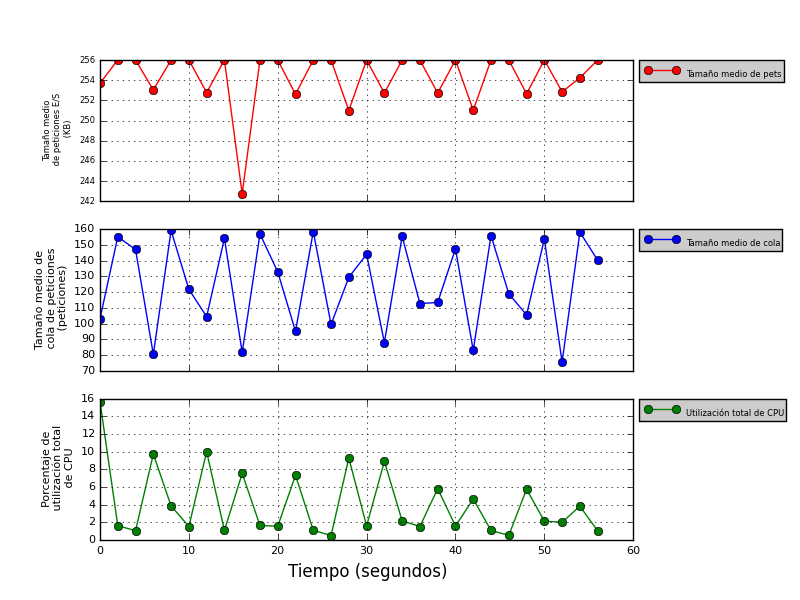 256
254
252
250
248
246
244
242
Tamaño medio
de peticiones E/S
(KB)
Tamaño medio de pets
160
150
140
130
120
110
100
90
80
70
Tamaño medio de
cola de peticiones
(peticiones)
Tamaño medio de cola
16
14
12
10
8
6
4
2
0
Porcentaje de
utilización total
de CPU
Utilización total de CPU
0 10 20 30 40 50 60
Tiempo (segundos)